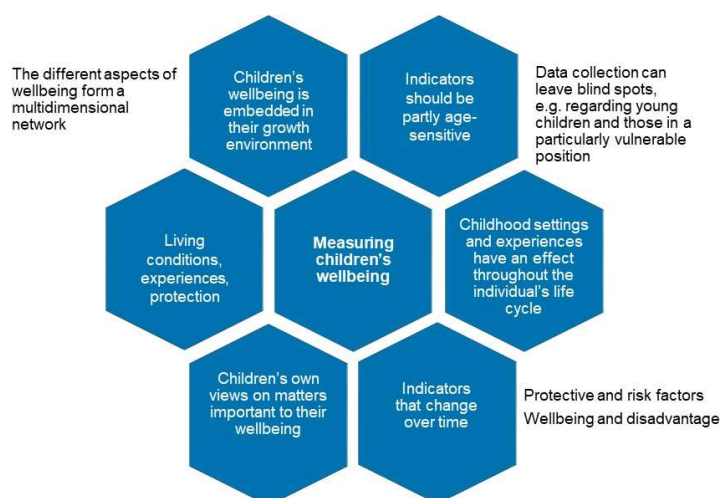 The different aspects of
wellbeing form a
multidimensional
network
Children's
wellbeing is
embedded in
their growth
environment
Indicators
should be
partly age-
sensitive
Data collection can
leave blind spots,
e.g. regarding young
children and those in a
particularly vulnerable
position
Living
conditions,
experiences,
protection
Measuring
children's
wellbeing
Childhood settings
and experiences
have an effect
throughout the
individual's life
cycle
Children's own
views on matters
important to their
wellbeing
Indicators
that change
over time
Protective and risk factors
Wellbeing and disadvantage